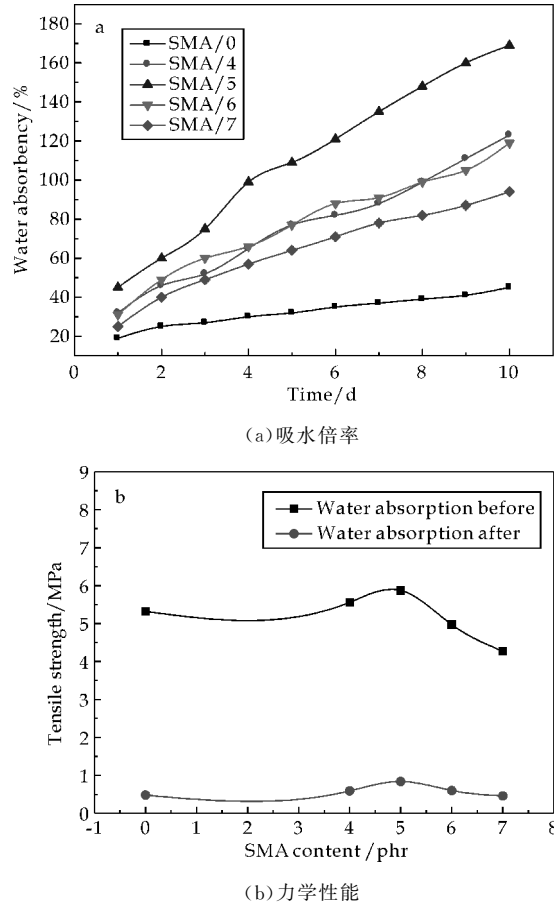 a
SMA/0
SMA/4
SMA/5
SMA/6
SMA/7
Water absorbency/%
180
160
140
120
100
80
60
40
20
0 2 4 6 8 10
Time/d
(a)吸水倍率
b
Water absorption before
Water absorption after
Tensile strength/MPa
9
8
7
6
5
4
3
2
1
0
-1 0 1 2 3 4 5 6 7 8
SMA content/phr
(b)力学性能